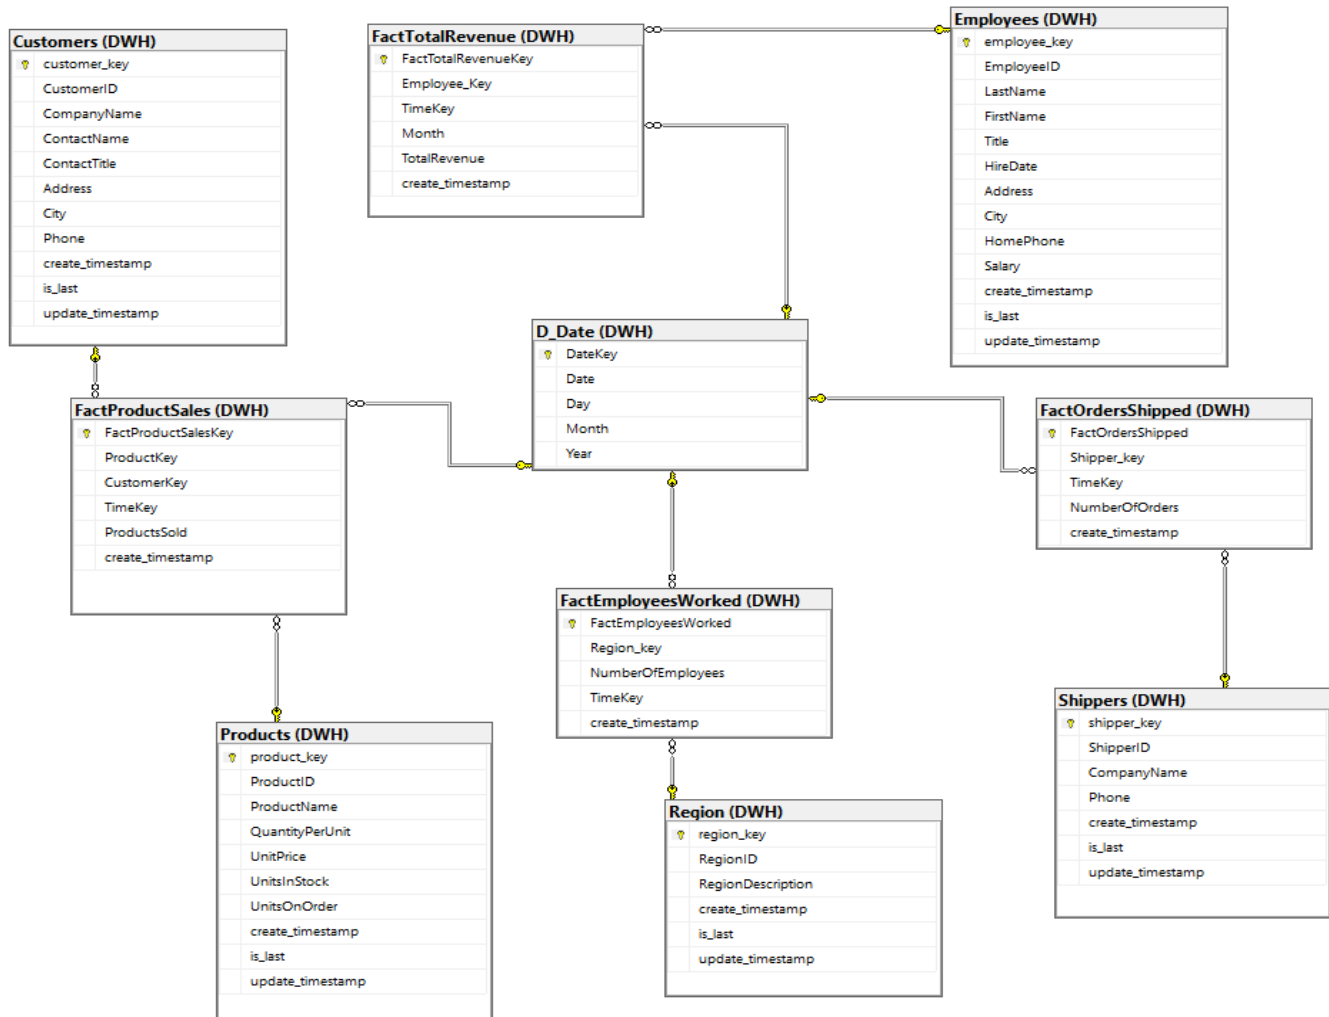 Customers (DWH)
customer_key
CustomerID
CompanyName
ContactName
ContactTitle
Address
City
Phone
create_timestamp
is_last
update_timestamp
FactTotalRevenue (DWH)
FactTotalRevenueKey
Employee_Key
TimeKey
Month
TotalRevenue
create_timestamp
Employees (DWH)
employee_key
EmployeeID
LastName
FirstName
Title
HireDate
Address
City
HomePhone
Salary
create_timestamp
is_last
update_timestamp
D_Date (DWH)
DateKey
Date
Day
Month
Year
FactProductSales (DWH)
FactProductSalesKey
ProductKey
CustomerKey
TimeKey
ProductsSold
create_timestamp
FactOrdersShipped (DWH)
FactOrdersShipped
Shipper_key
TimeKey
NumberOfOrders
create_timestamp
FactEmployeesWorked (DWH)
FactEmployeesWorked
Region_key
NumberOfEmployees
TimeKey
create_timestamp
Products (DWH)
product_key
ProductID
ProductName
QuantityPerUnit
UnitPrice
UnitsInStock
UnitsOnOrder
create_timestamp
is_last
update_timestamp
Region (DWH)
region_key
RegionID
RegionDescription
create_timestamp
is_last
update_timestamp
Shippers (DWH)
shipper_key
ShipperID
CompanyName
Phone
create_timestamp
is_last
update_timestamp